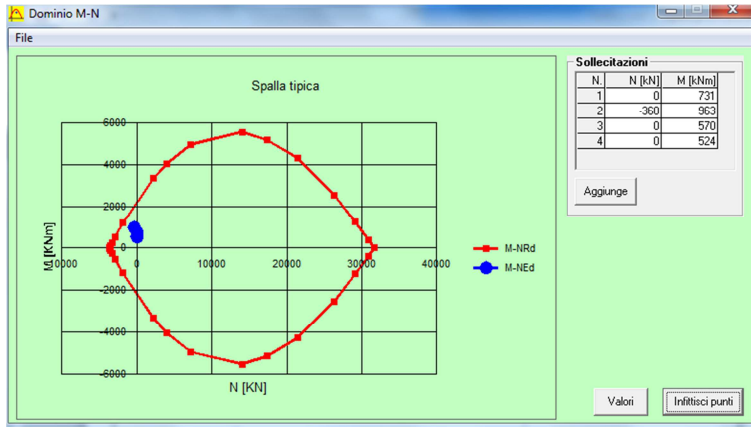 Dominio M-N
File
Spalla tipica
6000
4000
2000
0
-2000
-4000
-6000
M [KNm]
-10000
0
10000
20000
30000
40000
N [KN]
M-NRd
M-NEd
Sollecitazioni
N. N [kN] M [kNm]
1 0 731
2 -360 963
3 0 570
4 0 524
Aggiunge
Valori
Infittisci punti